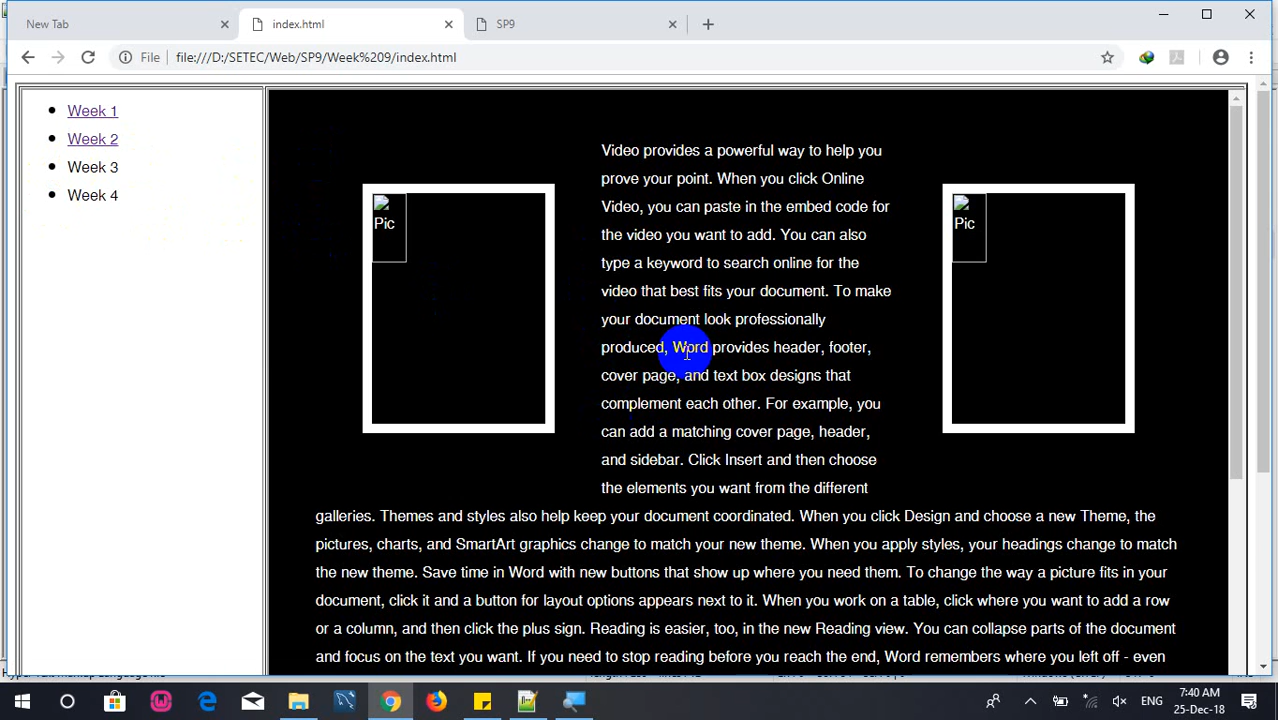 New Tab
index.html
SP9
File
file:///D:/SETEC/Web/SP9/Week%209/index.html
Week 1
Week 2
Week 3
Week 4
Pic
Video provides a powerful way to help you
prove your point. When you click Online
Video, you can paste in the embed code for
the video you want to add. You can also
type a keyword to search online for the
video that best fits your document. To make
your document look professionally
produced, Word provides header, footer,
cover page, and text box designs that
complement each other. For example, you
can add a matching cover page, header,
and sidebar. Click Insert and then choose
the elements you want from the different
Pic
galleries. Themes and styles also help keep your document coordinated. When you click Design and choose a new Theme, the
pictures, charts, and SmartArt graphics change to match your new theme. When you apply styles, your headings change to match
the new theme. Save time in Word with new buttons that show up where you need them. To change the way a picture fits in your
document, click it and a button for layout options appears next to it. When you work on a table, click where you want to add a row
or a column, and then click the plus sign. Reading is easier, too, in the new Reading view. You can collapse parts of the document
and focus on the text you want. If you need to stop reading before you reach the end, Word remembers where you left off - even
ENG
7:40 AM
25-Dec-18